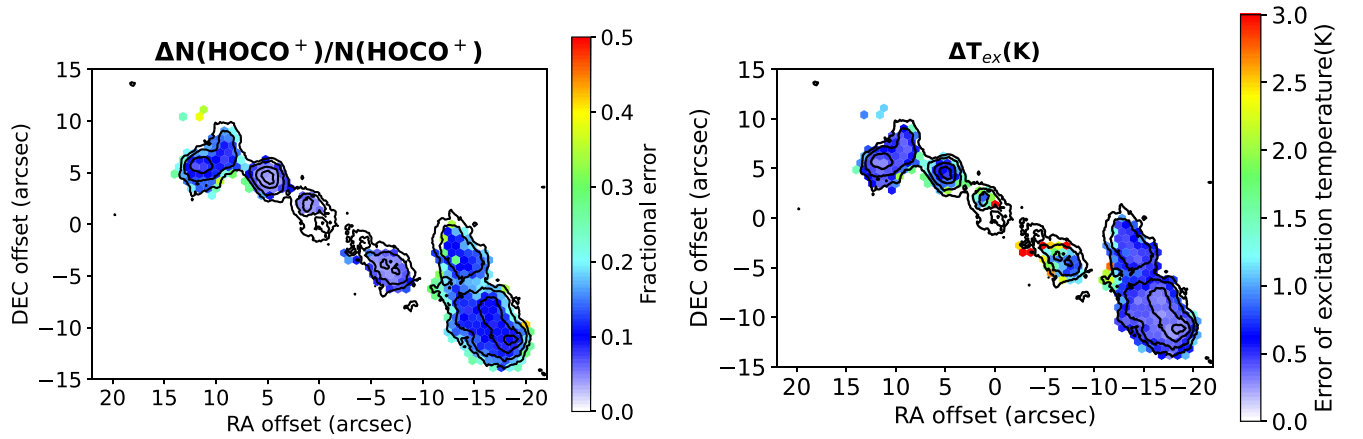 ΔN(HOCO⁺)/N(HOCO⁺)
15
10
5
0
−5
−10
−15
20 15 10 5 0 −5 −10 −15 −20
RA offset (arcsec)
DEC offset (arcsec)
0.5
0.4
0.3
0.2
0.1
0.0
Fractional error
ΔT_ex(K)
15
10
5
0
−5
−10
−15
20 15 10 5 0 −5 −10 −15 −20
RA offset (arcsec)
DEC offset (arcsec)
3.0
2.5
2.0
1.5
1.0
0.5
0.0
Error of excitation temperature(K)